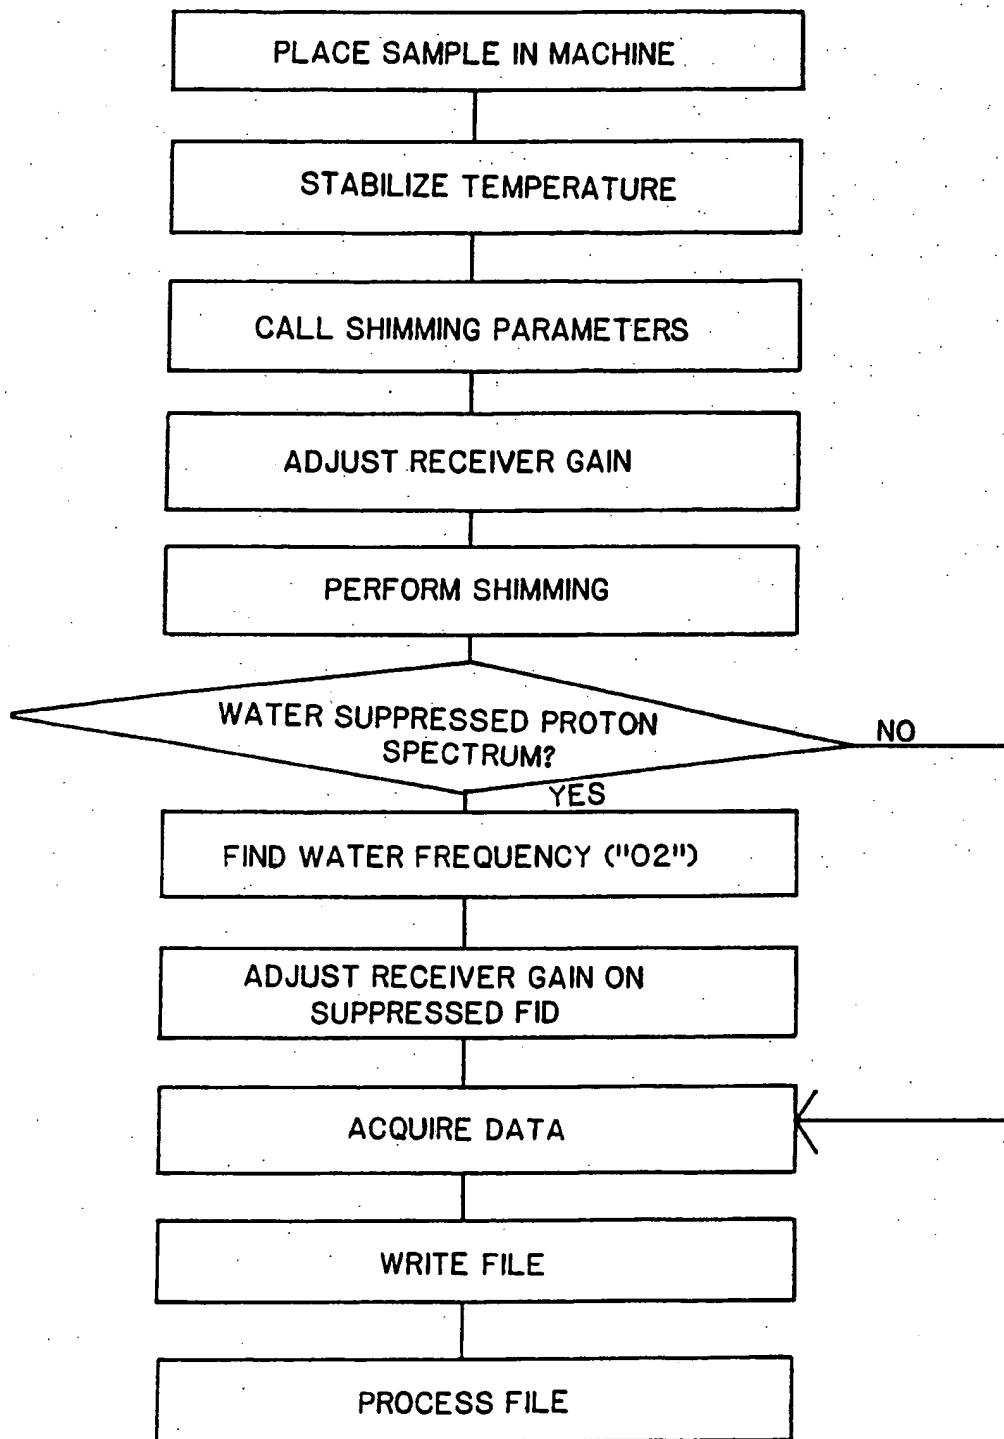 PLACE SAMPLE IN MACHINE
STABILIZE TEMPERATURE
CALL SHIMMING PARAMETERS
ADJUST RECEIVER GAIN
PERFORM SHIMMING
WATER SUPPRESSED PROTON
SPECTRUM?
NO
YES
FIND WATER FREQUENCY ("O2")
ADJUST RECEIVER GAIN ON
SUPPRESSED FID
ACQUIRE DATA
WRITE FILE
PROCESS FILE